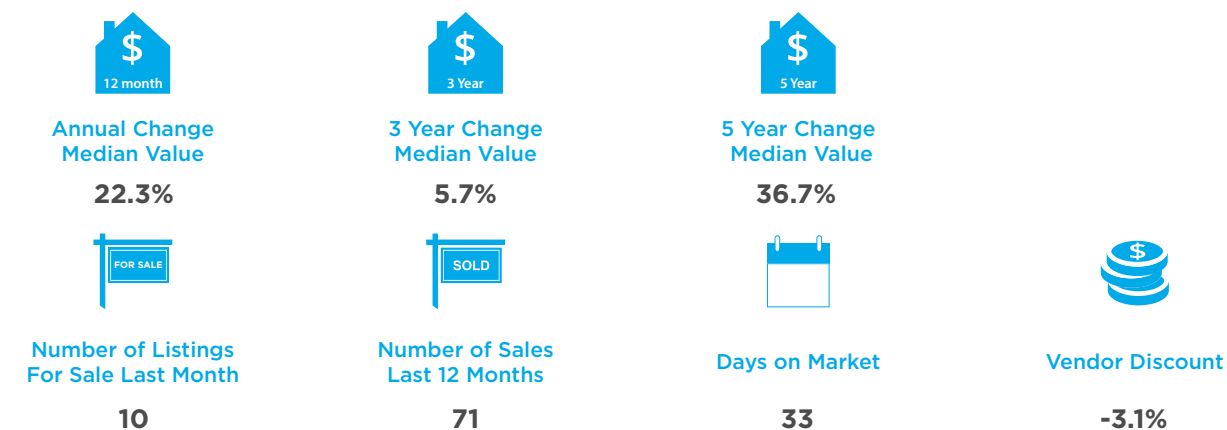 $
12 month
$
3 Year
$
5 Year
Annual Change
Median Value
22.3%
3 Year Change
Median Value
5.7%
5 Year Change
Median Value
36.7%
FOR SALE
SOLD
$
Number of Listings
For Sale Last Month
10
Number of Sales
Last 12 Months
71
Days on Market
33
Vendor Discount
-3.1%